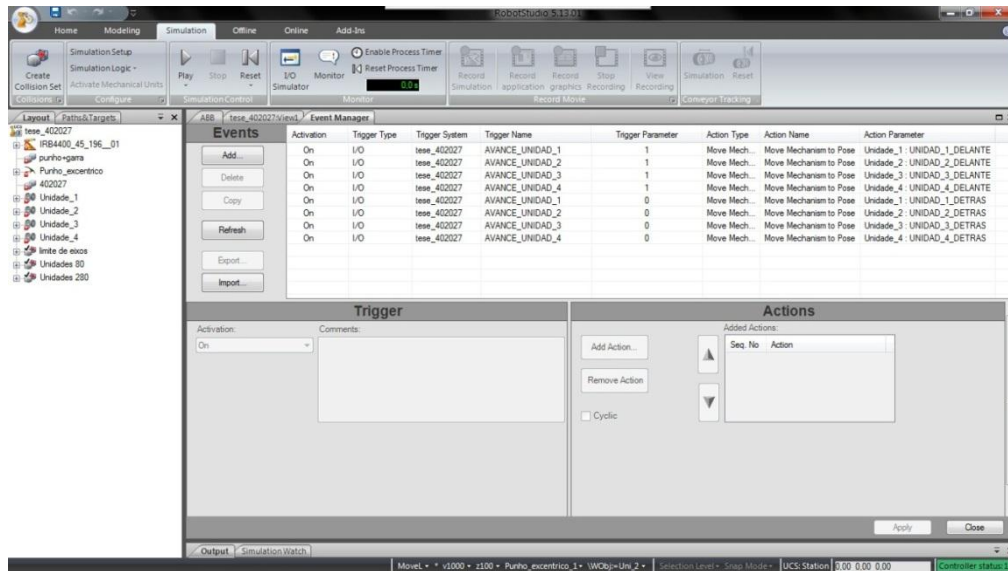 RobotStudio 5.13.01
Home Modeling Simulation Offline Online Add-Ins
Create Collision Set
Collisions
Simulation Setup
Simulation Logic
Activate Mechanical Units
Configure
Play Stop Reset
Simulation Control
I/O Simulator
Monitor
Enable Process Timer
Reset Process Timer
0,0 s
Monitor
Record Simulation
Record application
Record graphics
Stop Recording
View Recording
Record Movie
Simulation Reset
Conveyor Tracking
Layout Paths&Targets
tese_402027
IRB4400_45_196__01
punho+garra
Punho_excentrico
402027
Unidade_1
Unidade_2
Unidade_3
Unidade_4
limte de eixos
Unidades 80
Unidades 280
ABB tese_402027:View1 Event Manager
Events
Add...
Delete
Copy
Refresh
Export...
Import...
Activation Trigger Type Trigger System Trigger Name Trigger Parameter Action Type Action Name Action Parameter
On I/O tese_402027 AVANCE_UNIDAD_1 1 Move Mech... Move Mechanism to Pose Unidade_1 : UNIDAD_1_DELANTE
On I/O tese_402027 AVANCE_UNIDAD_2 1 Move Mech... Move Mechanism to Pose Unidade_2 : UNIDAD_2_DELANTE
On I/O tese_402027 AVANCE_UNIDAD_3 1 Move Mech... Move Mechanism to Pose Unidade_3 : UNIDAD_3_DELANTE
On I/O tese_402027 AVANCE_UNIDAD_4 1 Move Mech... Move Mechanism to Pose Unidade_4 : UNIDAD_4_DELANTE
On I/O tese_402027 AVANCE_UNIDAD_1 0 Move Mech... Move Mechanism to Pose Unidade_1 : UNIDAD_1_DETRAS
On I/O tese_402027 AVANCE_UNIDAD_2 0 Move Mech... Move Mechanism to Pose Unidade_2 : UNIDAD_2_DETRAS
On I/O tese_402027 AVANCE_UNIDAD_3 0 Move Mech... Move Mechanism to Pose Unidade_3 : UNIDAD_3_DETRAS
On I/O tese_402027 AVANCE_UNIDAD_4 0 Move Mech... Move Mechanism to Pose Unidade_4 : UNIDAD_4_DETRAS
Trigger
Activation:
On
Comments:
Actions
Add Action...
Remove Action
Cyclic
Added Actions:
Seq. No Action
Apply Close
Output Simulation Watch
MoveL * v1000 z100 Punho_excentrico_1 \WObj:=Uni_2 Selection Level Snap Mode UCS: Station 0,00 0,00 0,00 Controller status: